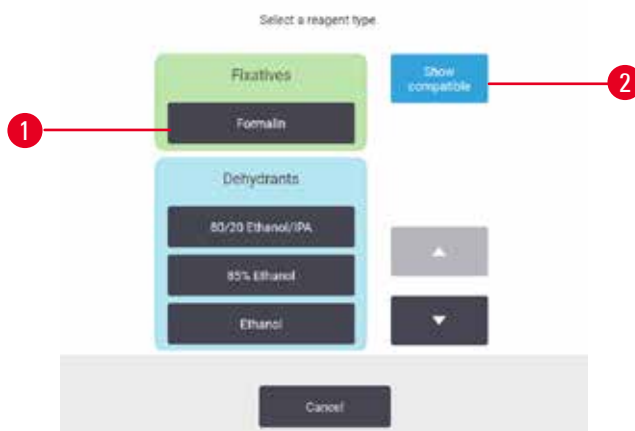 Select a reagent type
Fixatives
Show
compatible
2
1
Formalin
Dehydrants
80/20 Ethanol/IPA
85% Ethanol
Ethanol
Cancel